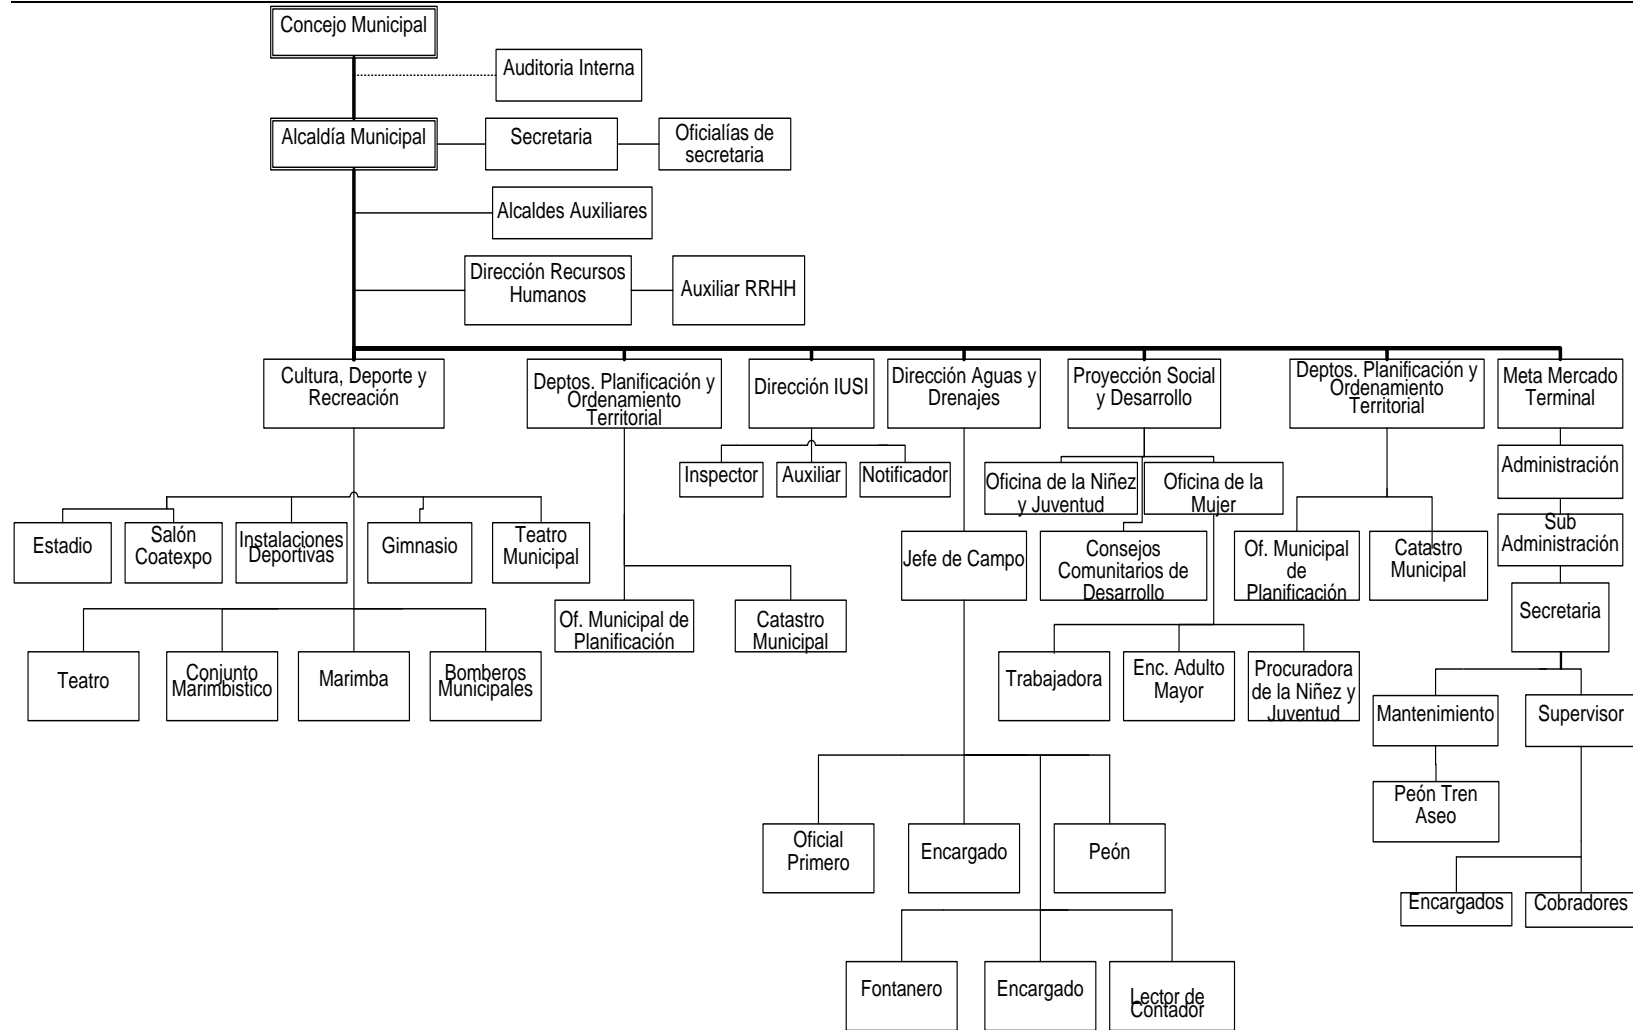 Concejo Municipal
Auditoria Interna
Alcaldía Municipal
Secretaria
Oficialías de
secretaria
Alcaldes Auxiliares
Dirección Recursos
Humanos
Auxiliar RRHH
Cultura, Deporte y
Recreación
Deptos. Planificación y
Ordenamiento
Territorial
Dirección IUSI
Dirección Aguas y
Drenajes
Proyección Social
y Desarrollo
Deptos. Planificación y
Ordenamiento
Territorial
Meta Mercado
Terminal
Inspector
Auxiliar
Notificador
Oficina de la Niñez
y Juventud
Oficina de la
Mujer
Administración
Estadio
Salón
Coatexpo
Instalaciones
Deportivas
Gimnasio
Teatro
Municipal
Jefe de Campo
Consejos
Comunitarios de
Desarrollo
Of. Municipal
de
Planificación
Catastro
Municipal
Sub
Administración
Of. Municipal de
Planificación
Catastro
Municipal
Secretaria
Teatro
Conjunto
Marimbistico
Marimba
Bomberos
Municipales
Trabajadora
Enc. Adulto
Mayor
Procuradora
de la Niñez y
Juventud
Mantenimiento
Supervisor
Peón Tren
Aseo
Oficial
Primero
Encargado
Peón
Encargados
Cobradores
Fontanero
Encargado
Lector de
Contador